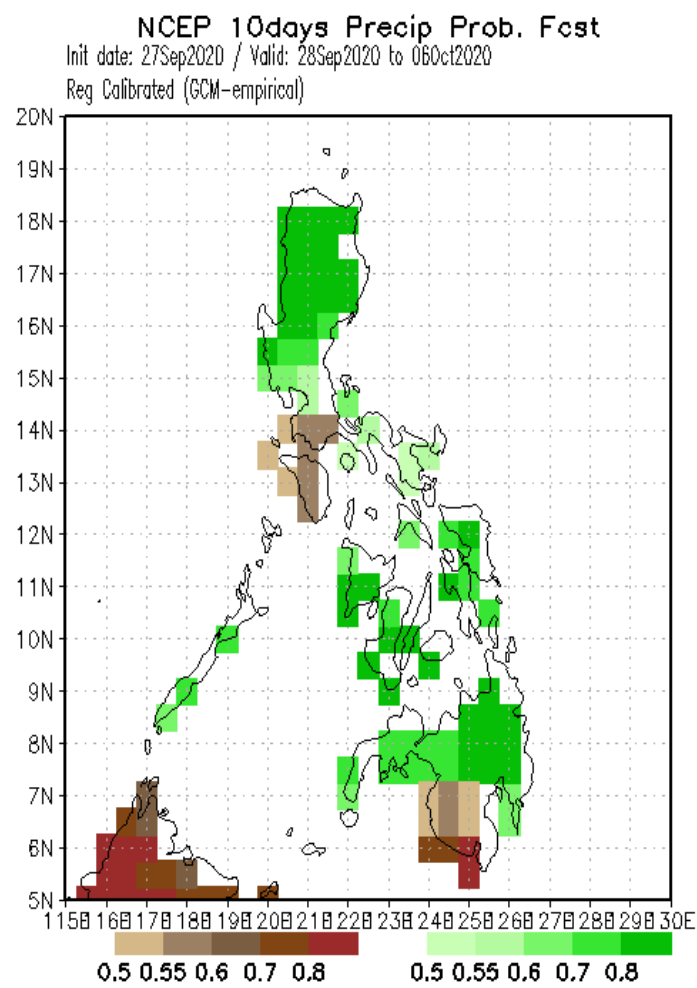 NCEP 10days Precip Prob. Fcst
Init date: 27Sep2020 / Valid: 28Sep2020 to 06Oct2020
Reg Calibrated (GCM-empirical)
20N
19N
18N
17N
16N
15N
14N
13N
12N
11N
10N
9N
8N
7N
6N
5N
115E 116E 117E 118E 119E 120E 121E 122E 123E 124E 125E 126E 127E 128E 129E 130E
0.5 0.55 0.6 0.7 0.8 0.5 0.55 0.6 0.7 0.8